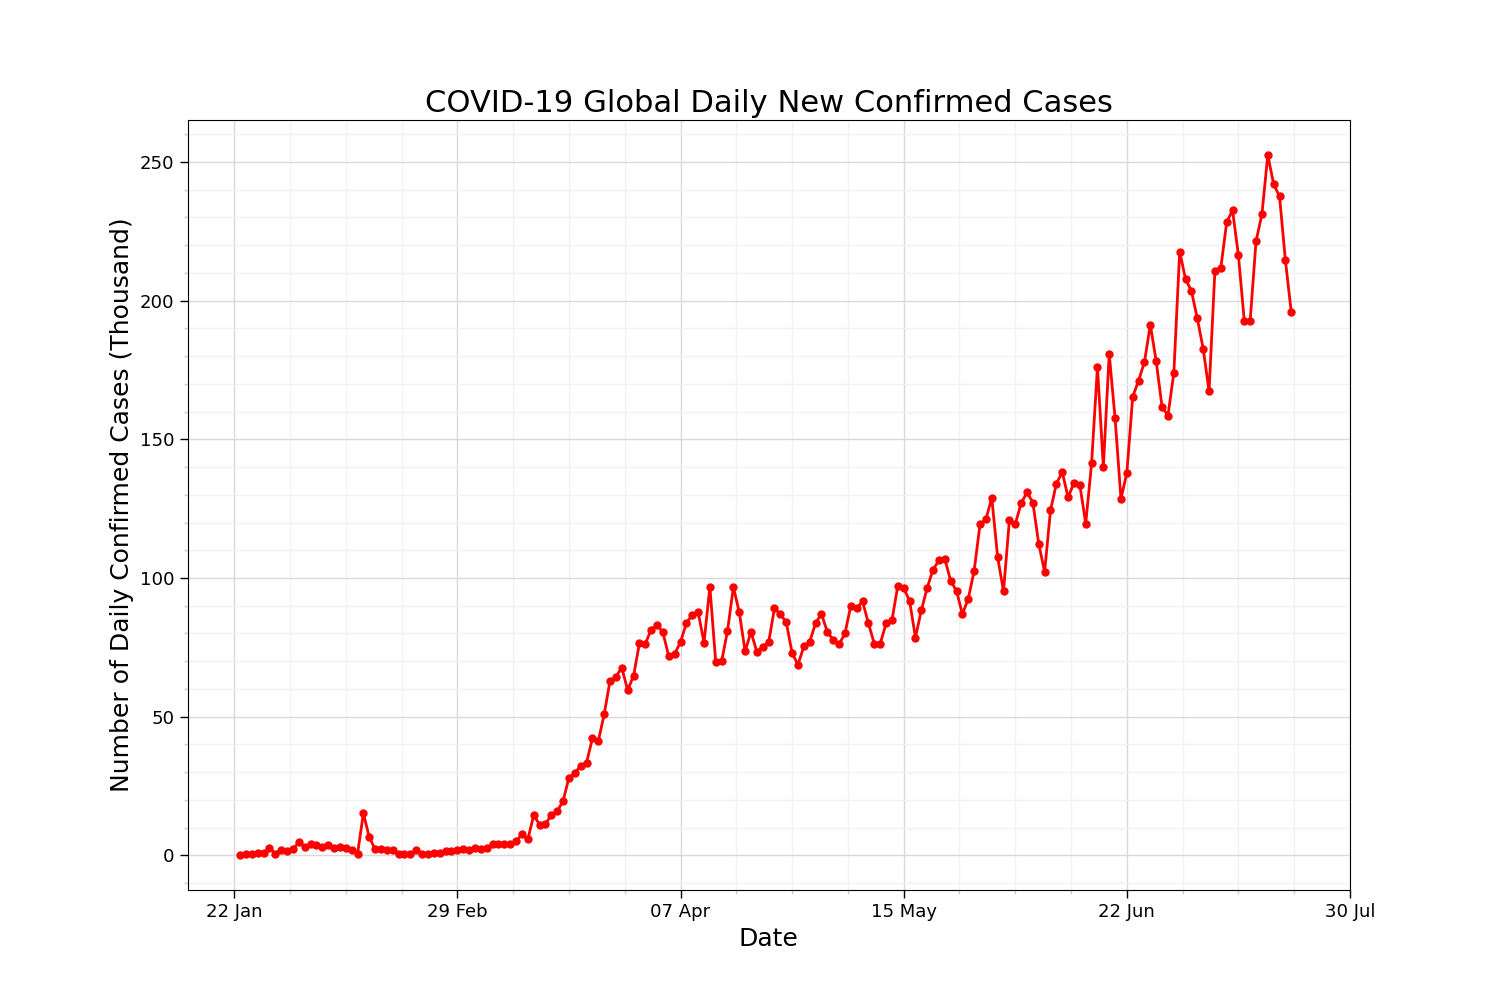 COVID-19 Global Daily New Confirmed Cases
Number of Daily Confirmed Cases (Thousand)
250
200
150
100
50
0
22 Jan 29 Feb 07 Apr 15 May 22 Jun 30 Jul
Date